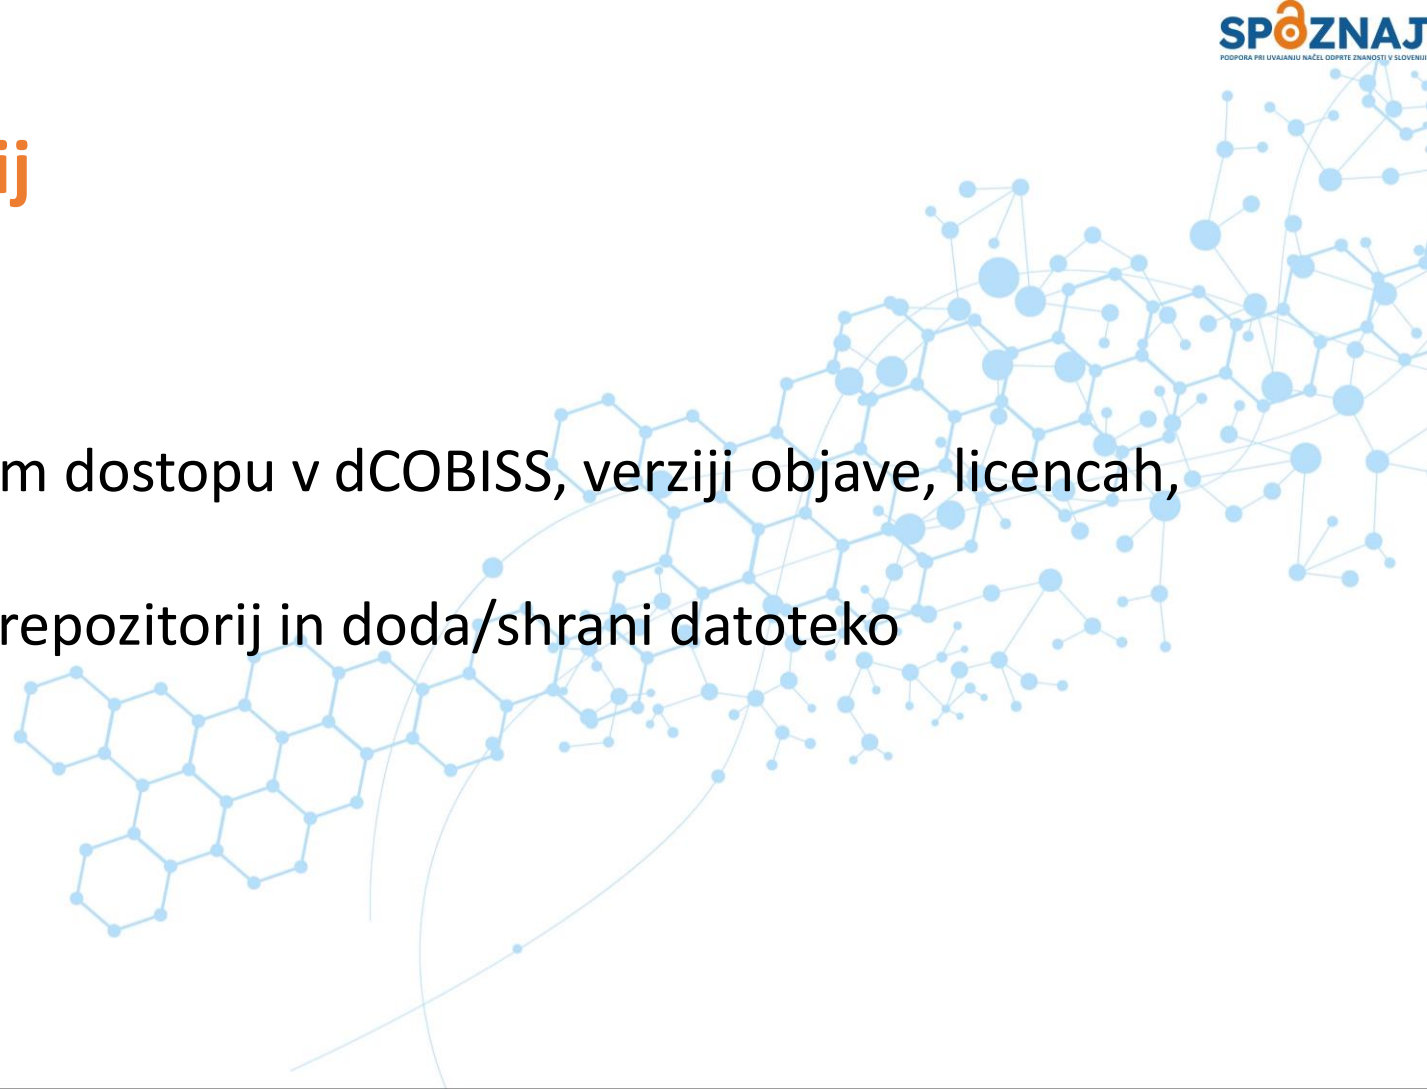 SPOZNAJ
PODPORA PRI UVAJANJU NAČEL ODPRTE ZNANOSTI V SLOVENIJI
ij
m dostopu v dCOBISS, verziji objave, licencah,
repozitorij in doda/shrani datoteko